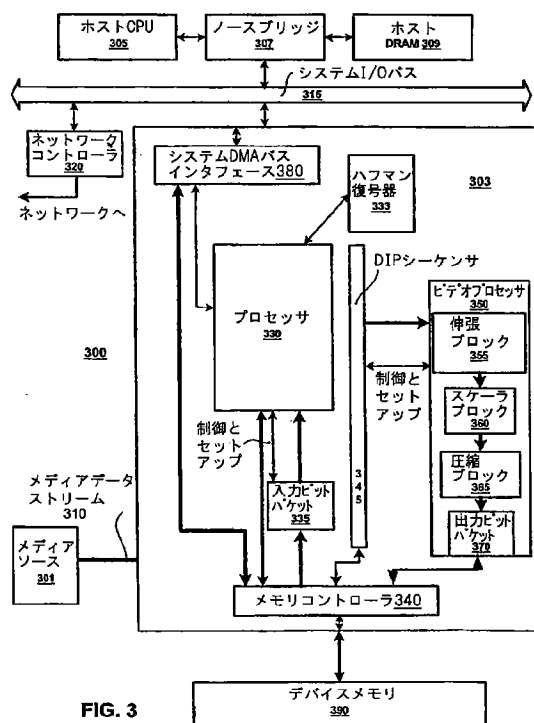 ホストCPU
305
ノースブリッジ
307
ホスト
DRAM 309
システムI/Oバス
315
ネットワーク
コントローラ
320
ネットワークへ
システムDMAバス
インタフェース380
ハフマン
復号器
333
303
DIPシーケンサ
プロセッサ
330
ビデオプロセッサ
350
伸張
ブロック
355
300
制御と
セットアップ
スケーラ
ブロック
360
制御と
セット
アップ
圧縮
ブロック
365
メディアデータ
ストリーム
310
入力ビット
バケット
335
345
出力ビット
バケット
370
メディア
ソース
301
メモリコントローラ340
デバイスメモリ
390
FIG. 3